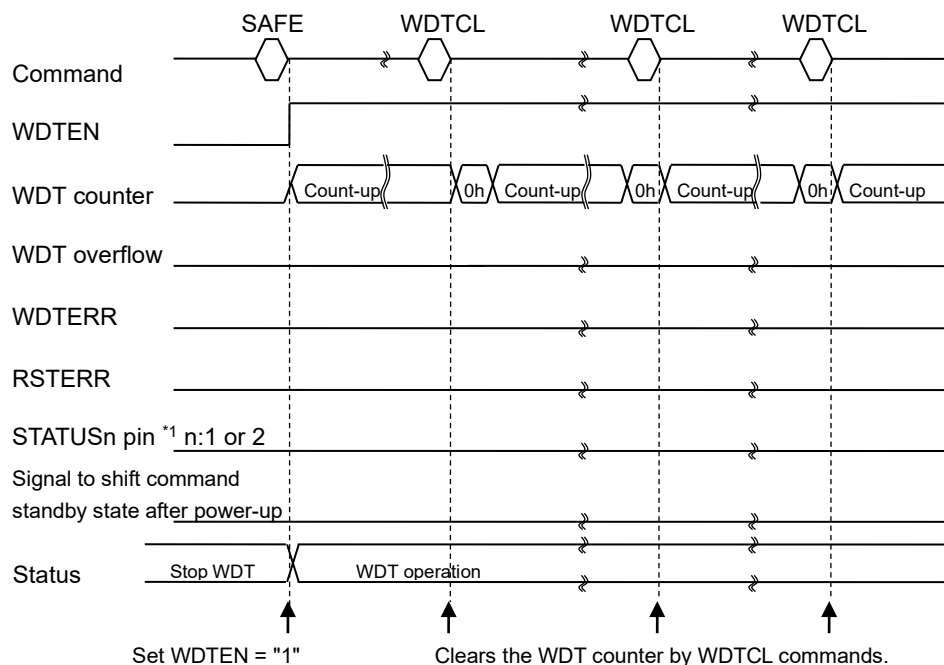 SAFE WDTCL WDTCL WDTCL
Command
WDTEN
WDT counter Count-up 0h Count-up 0h Count-up 0h Count-up
WDT overflow
WDTERR
RSTERR
STATUSn pin *1 n:1 or 2
Signal to shift command
standby state after power-up
Status Stop WDT WDT operation
Set WDTEN = "1" Clears the WDT counter by WDTCL commands.